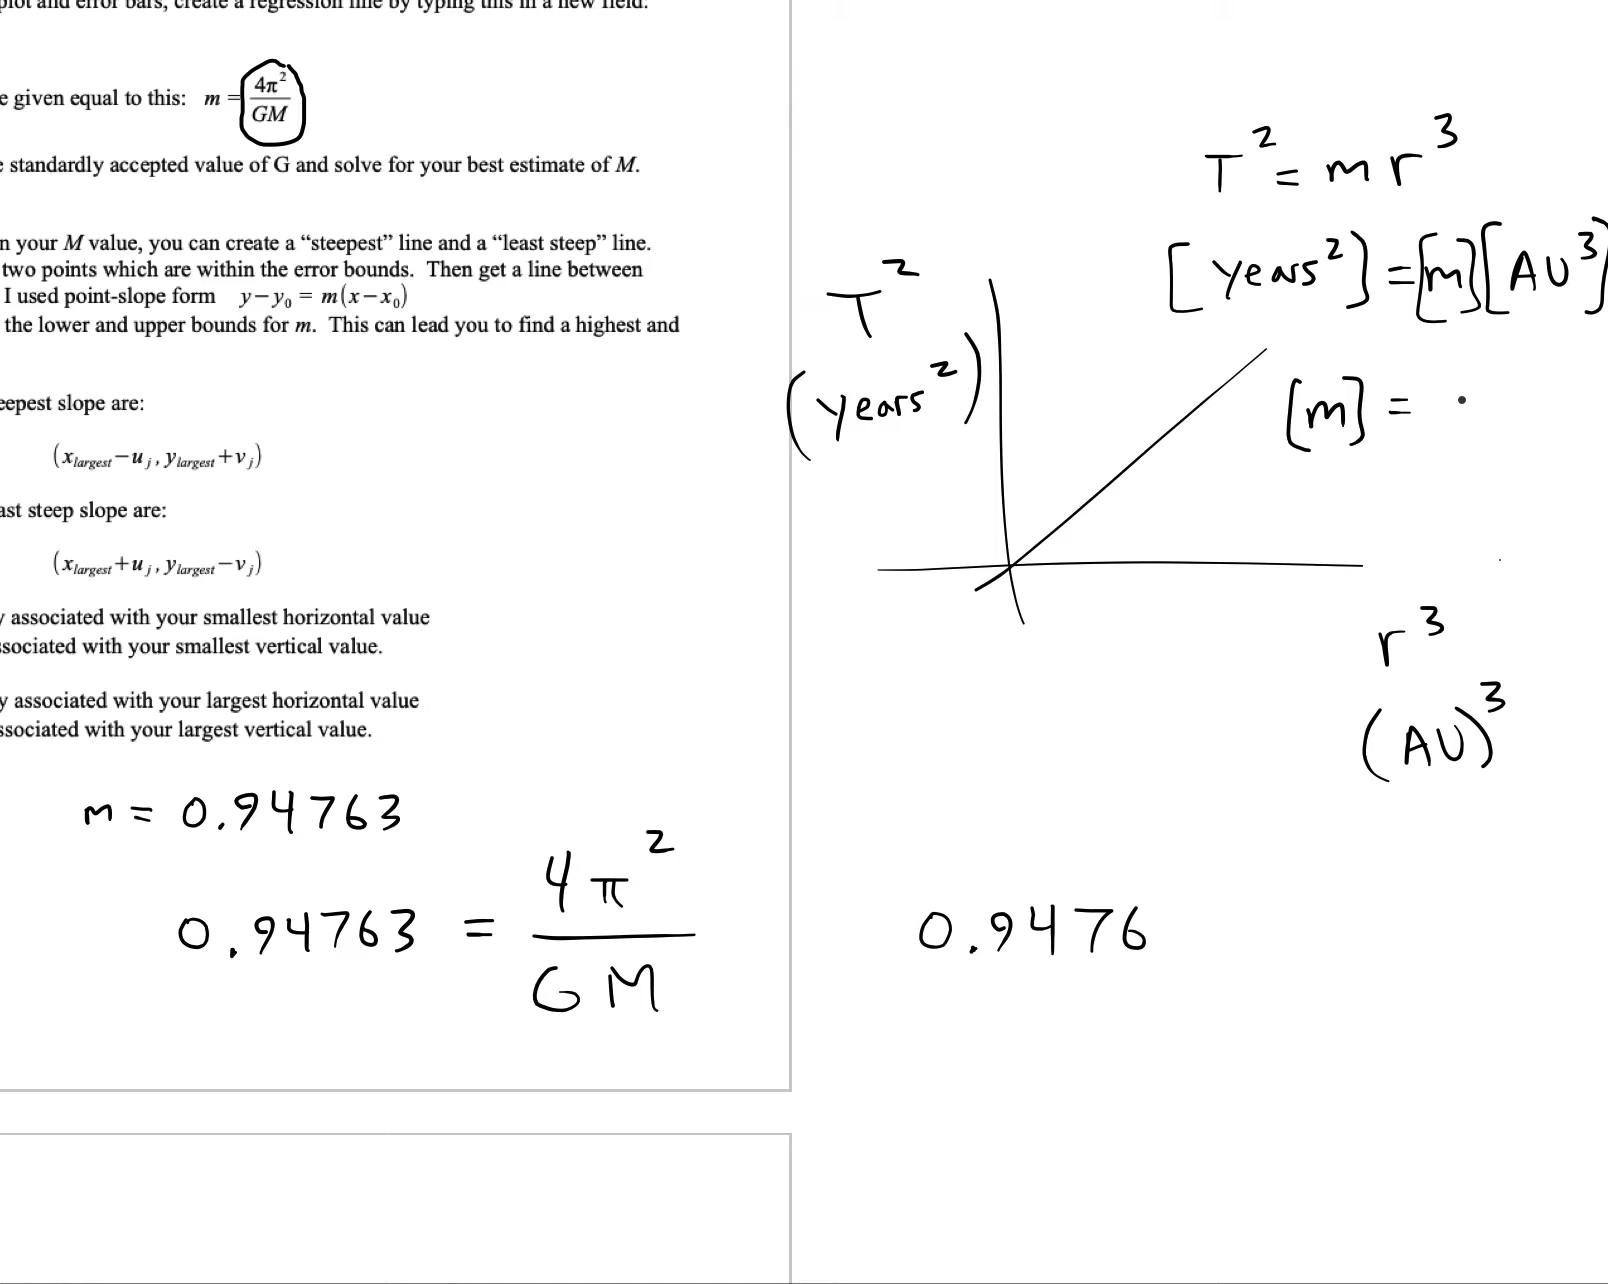 plot and error bars, create a regression line by typing this in a new field:
e given equal to this: m = 4π²/GM
e standardly accepted value of G and solve for your best estimate of M.
n your M value, you can create a “steepest” line and a “least steep” line.
two points which are within the error bounds. Then get a line between
I used point-slope form y−y₀ = m(x−x₀)
the lower and upper bounds for m. This can lead you to find a highest and
eepest slope are:
(x_largest−u_j, y_largest+v_j)
ast steep slope are:
(x_largest+u_j, y_largest−v_j)
y associated with your smallest horizontal value
ssociated with your smallest vertical value.
y associated with your largest horizontal value
ssociated with your largest vertical value.
m = 0.94763
0.94763 = 4π²/GM
T² = m r³
[years²] = [m][AU³]
[m] = .
T²
(years²)
r³
(AU)³
0.9476